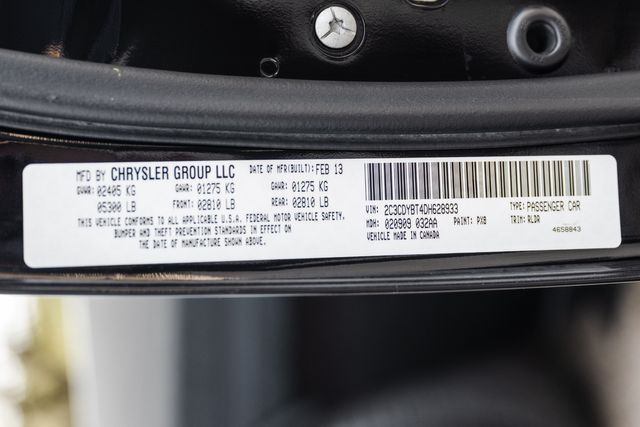 MFD BY CHRYSLER GROUP LLC DATE OF MFR(BUILT): FEB 13
GVWR: 02405 KG GAWR: 01275 KG GAWR: 01275 KG
05300 LB FRONT: 02810 LB REAR: 02810 LB
THIS VEHICLE CONFORMS TO ALL APPLICABLE U.S.A. FEDERAL MOTOR VEHICLE SAFETY,
BUMPER AND THEFT PREVENTION STANDARDS IN EFFECT ON
THE DATE OF MANUFACTURE SHOWN ABOVE.
VIN: 2C3CDYBT4DH628933 TYPE: PASSENGER CAR
MDH: 020909 032AA PAINT: PXB TRIM: RLDR
VEHICLE MADE IN CANADA 4658843